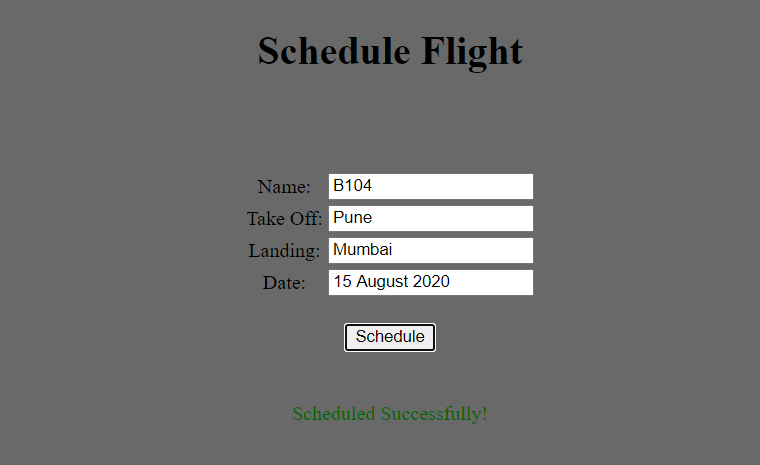 Schedule Flight
Name: B104
Take Off: Pune
Landing: Mumbai
Date: 15 August 2020
Schedule
Scheduled Successfully!